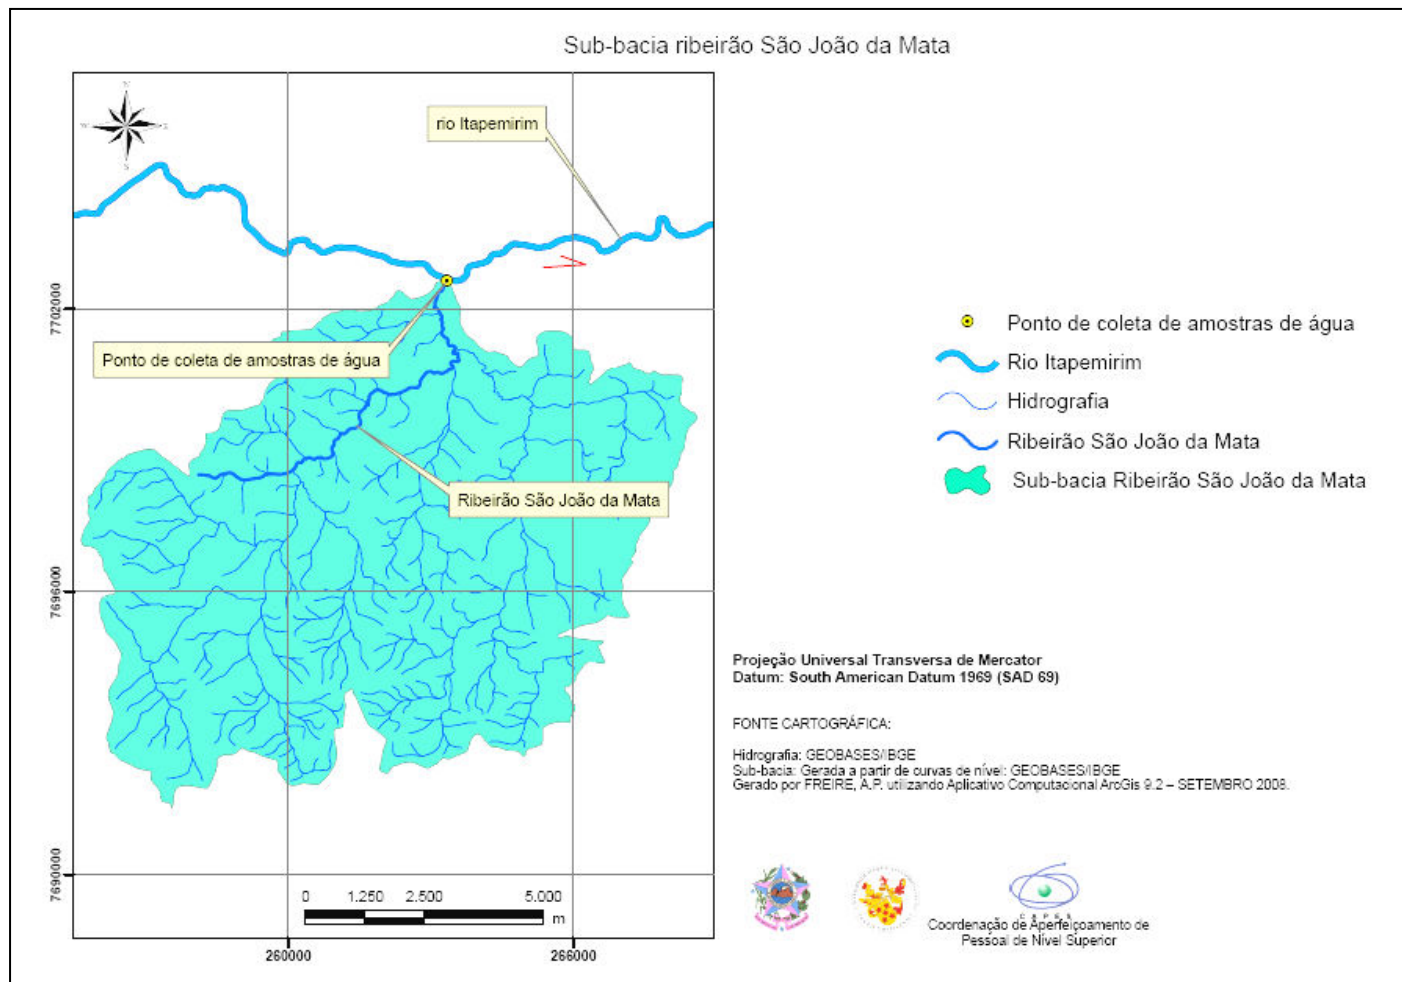 Sub-bacia ribeirão São João da Mata
N
W
E
S
rio Itapemirim
7702000
Ponto de coleta de amostras de água
Ribeirão São João da Mata
7696000
7690000
0 1.250 2.500 5.000
m
260000 266000
Ponto de coleta de amostras de água
Rio Itapemirim
Hidrografia
Ribeirão São João da Mata
Sub-bacia Ribeirão São João da Mata
Projeção Universal Transversa de Mercator
Datum: South American Datum 1969 (SAD 69)
FONTE CARTOGRÁFICA:
Hidrografia: GEOBASES/IBGE
Sub-bacia: Gerada a partir de curvas de nível: GEOBASES/IBGE
Gerado por FREIRE, A.P. utilizando Aplicativo Computacional ArcGis 9.2 – SETEMBRO 2008.
C A P E S
Coordenação de Aperfeiçoamento de
Pessoal de Nível Superior